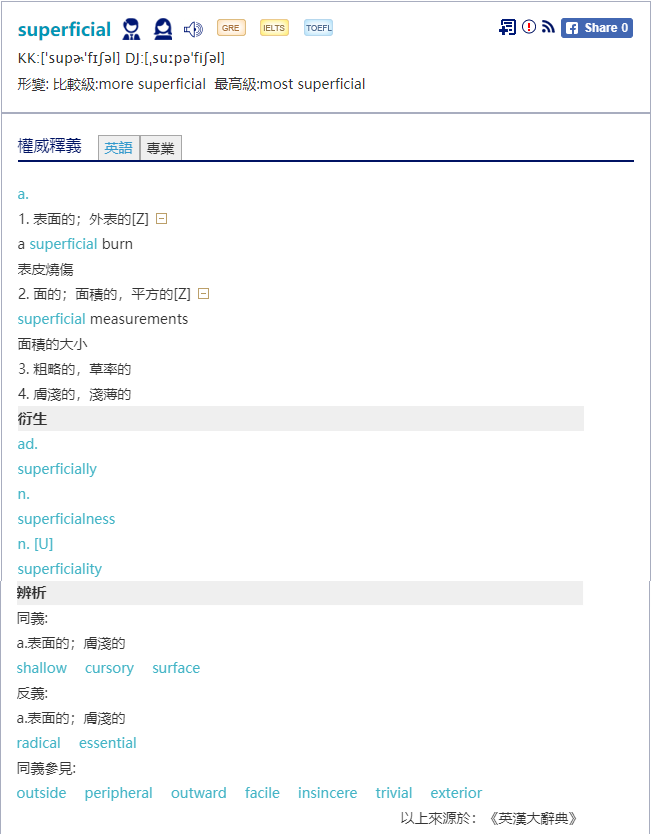 superficial GRE IELTS TOEFL Share 0
KK:[ˈsupɚˈfɪʃəl] DJ:[ˌsuːpəˈfiʃəl]
形變: 比較級:more superficial 最高級:most superficial
權威釋義 英語 專業
a.
1. 表面的；外表的[Z]
a superficial burn
表皮燒傷
2. 面的；面積的，平方的[Z]
superficial measurements
面積的大小
3. 粗略的，草率的
4. 膚淺的，淺薄的
衍生
ad.
superficially
n.
superficialness
n. [U]
superficiality
辨析
同義:
a.表面的；膚淺的
shallow cursory surface
反義:
a.表面的；膚淺的
radical essential
同義參見:
outside peripheral outward facile insincere trivial exterior
以上來源於：《英漢大辭典》